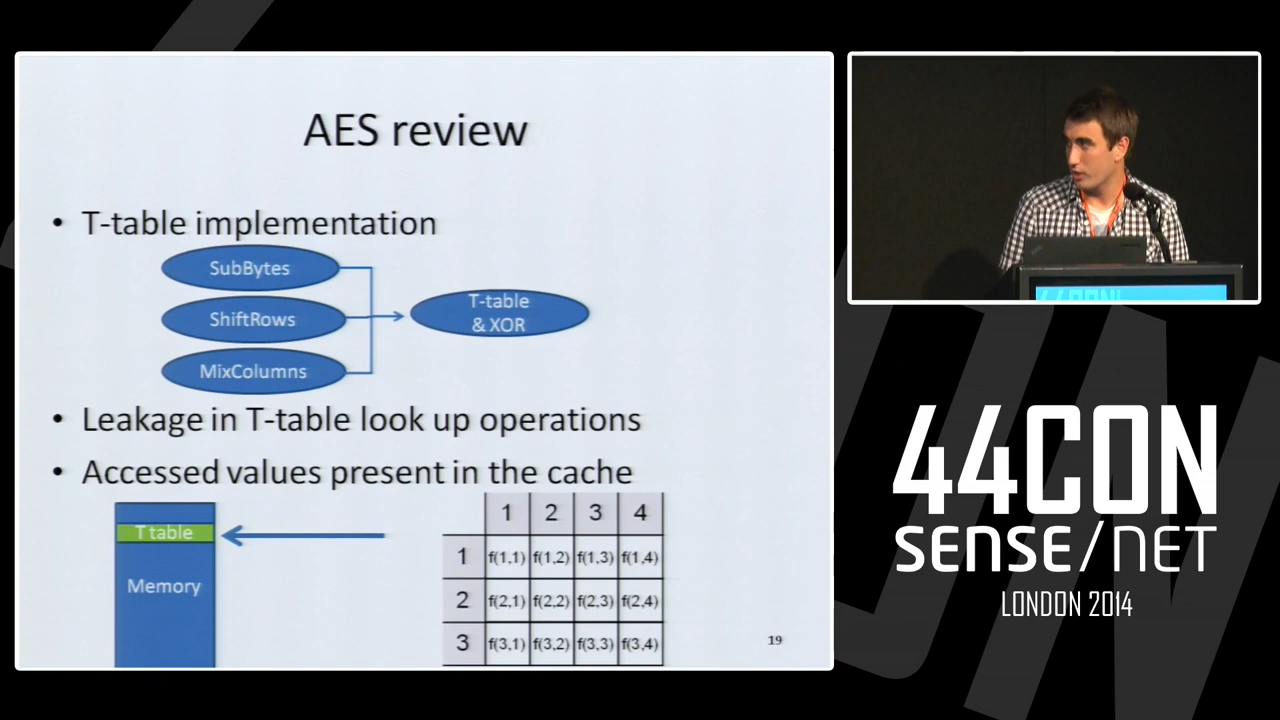 AES review
• T-table implementation
SubBytes
ShiftRows
MixColumns
T-table
& XOR
• Leakage in T-table look up operations
• Accessed values present in the cache
T table
Memory
1 2 3 4
1 f(1,1) f(1,2) f(1,3) f(1,4)
2 f(2,1) f(2,2) f(2,3) f(2,4)
3 f(3,1) f(3,2) f(3,3) f(3,4)
19
44CON
44CON
SENSE/NET
LONDON 2014